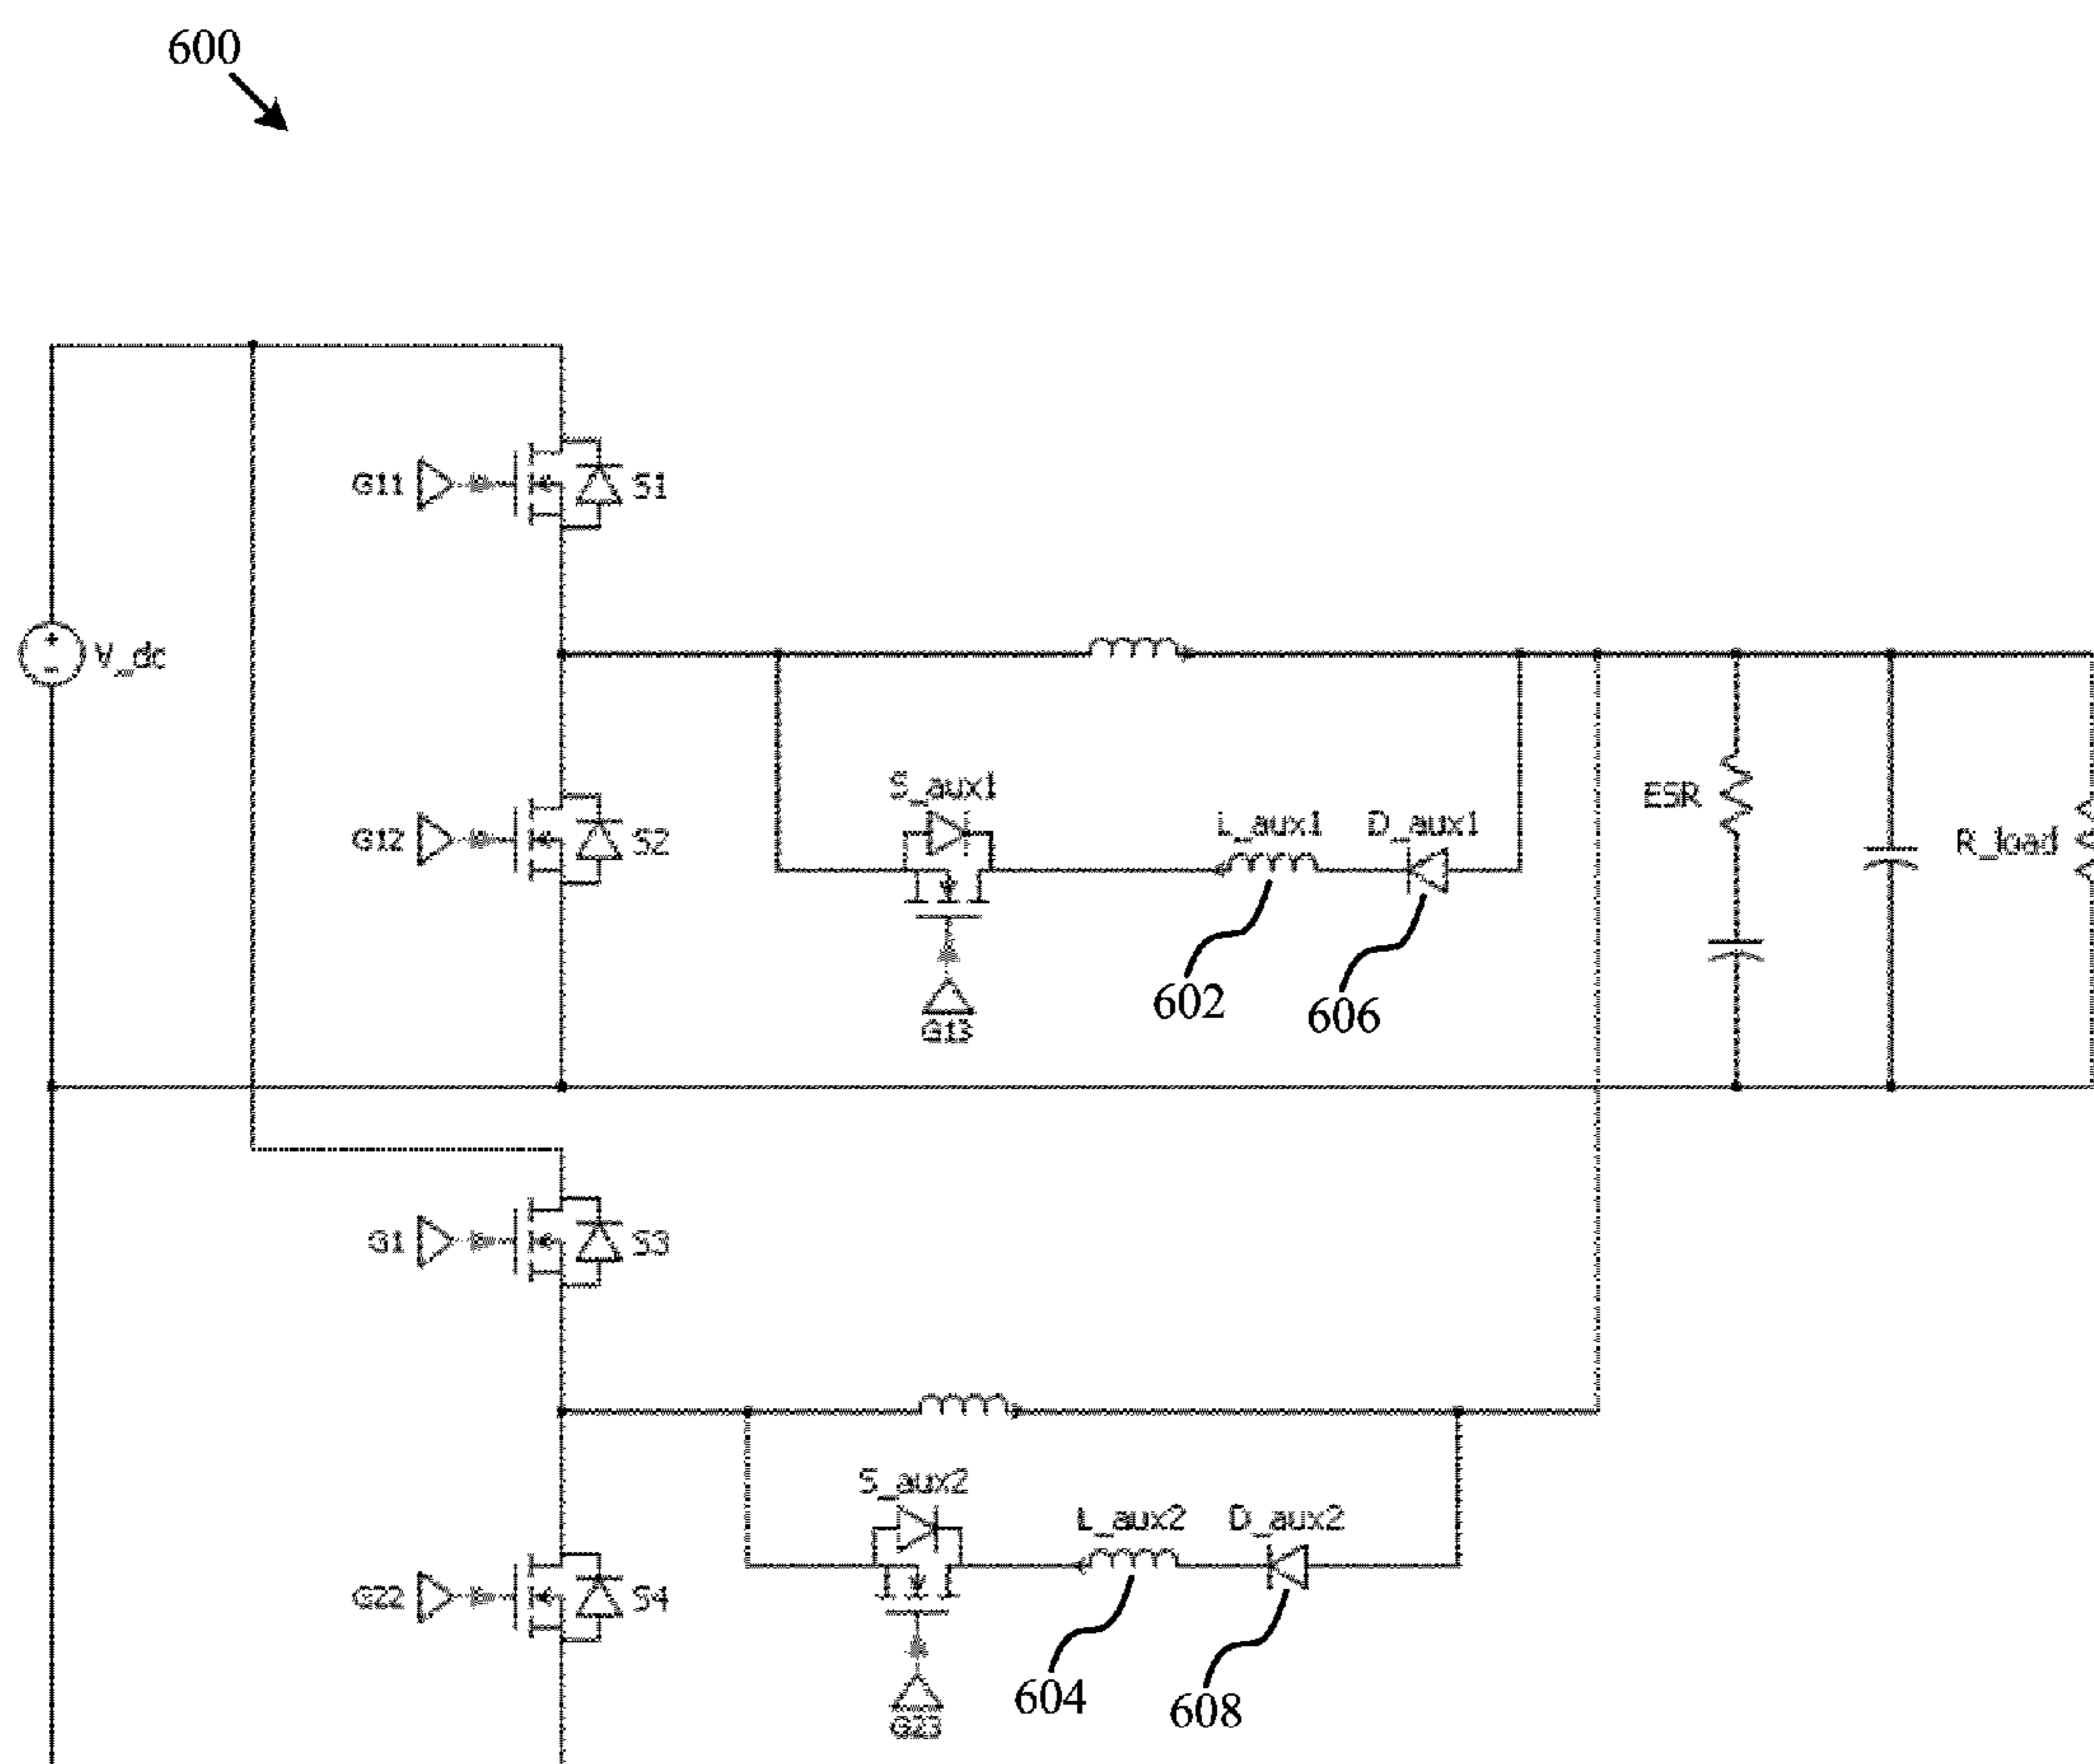 600
G11
S1
V_dc
S_aux1
L_aux1
D_aux1
ESR
R_load
G12
S2
602
606
G13
G1
S3
S_aux2
L_aux2
D_aux2
G22
S4
604
608
G23